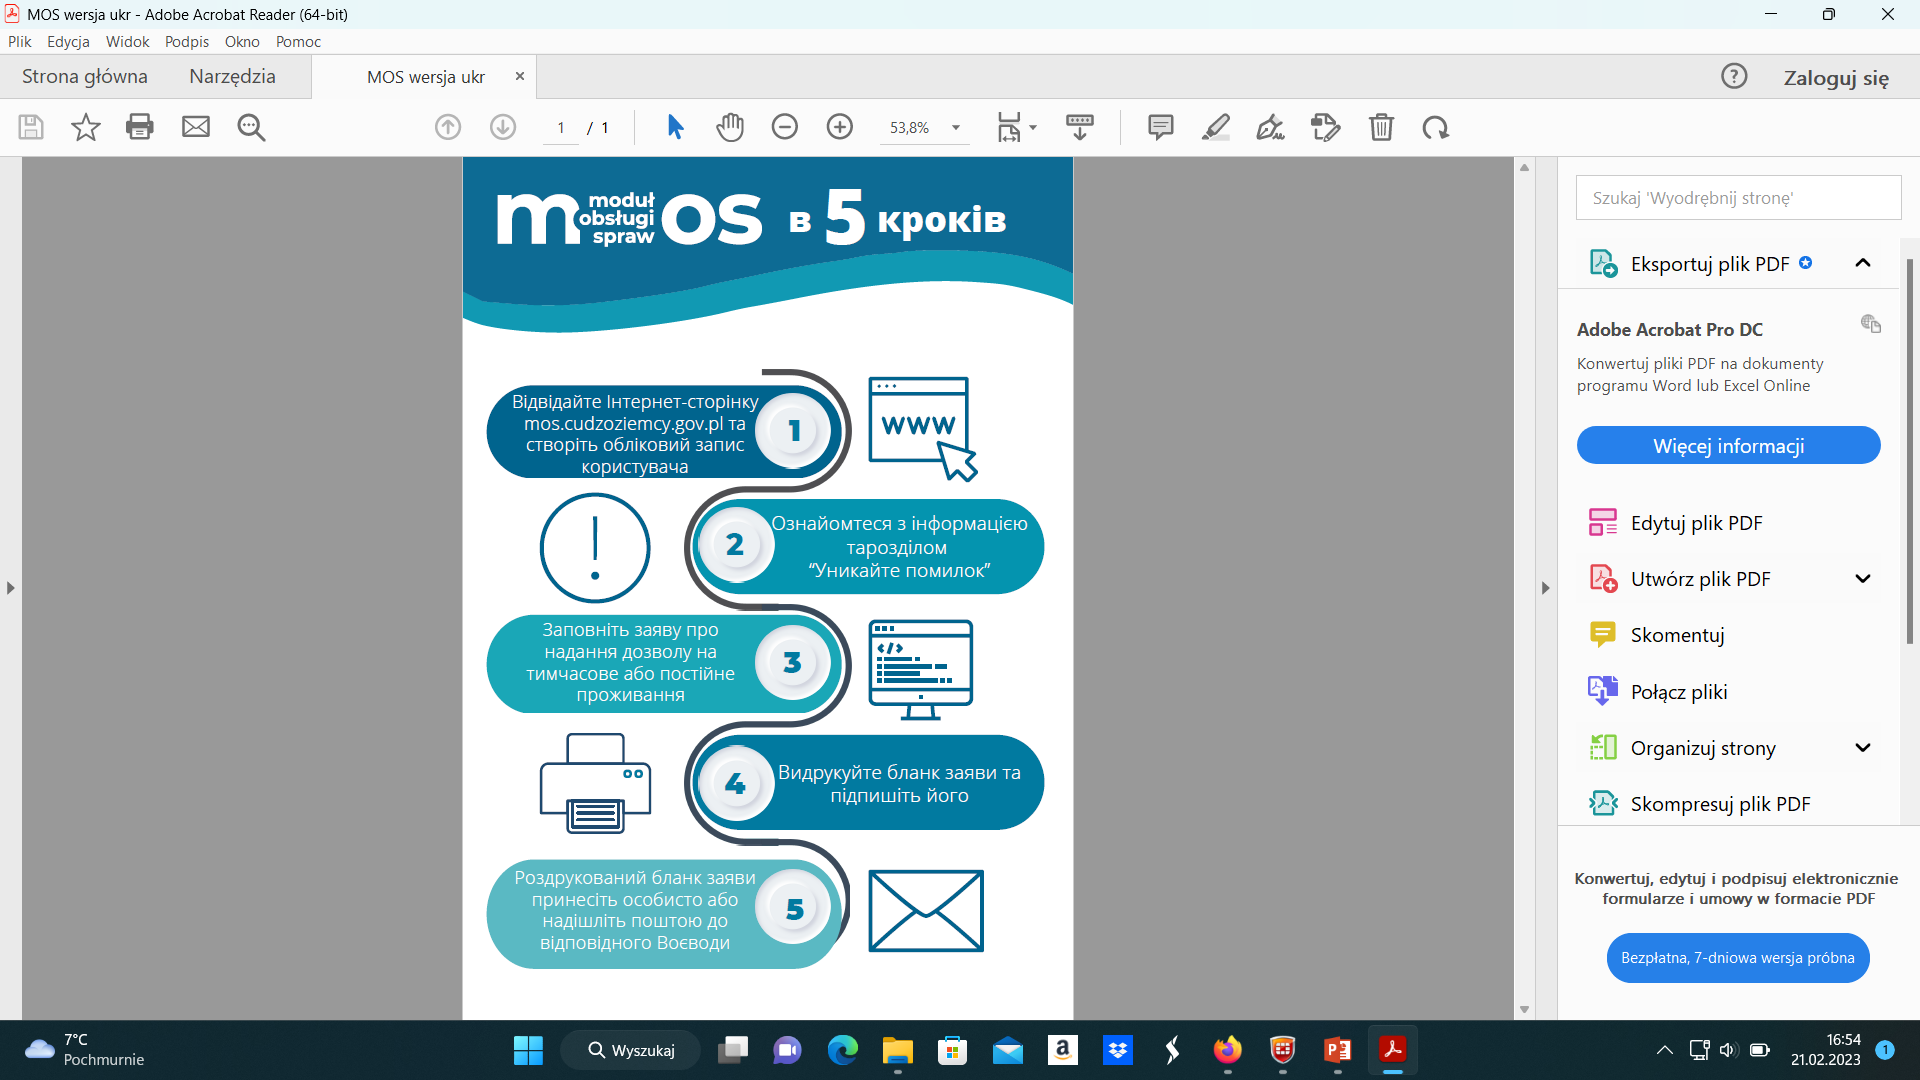 MOS wersja ukr - Adobe Acrobat Reader (64-bit)
Plik Edycja Widok Podpis Okno Pomoc
Strona główna Narzędzia MOS wersja ukr Zaloguj się
1 / 1 53,8%
moduł obsługi spraw
mos в 5 кроків
Відвідайте Інтернет-сторінку
mos.cudzoziemcy.gov.pl та
створіть обліковий запис
користувача
1
www
2
Ознайомтеся з інформацією
тарозділом
“Уникайте помилок”
Заповніть заяву про
надання дозволу на
тимчасове або постійне
проживання
3
</>
4
Видрукуйте бланк заяви та
підпишіть його
Роздрукований бланк заяви
принесіть особисто або
надішліть поштою до
відповідного Воєводи
5
Szukaj 'Wyodrębnij stronę'
Eksportuj plik PDF
Adobe Acrobat Pro DC
Konwertuj pliki PDF na dokumenty
programu Word lub Excel Online
Więcej informacji
Edytuj plik PDF
Utwórz plik PDF
Skomentuj
Połącz pliki
Organizuj strony
Skompresuj plik PDF
Konwertuj, edytuj i podpisuj elektronicznie
formularze i umowy w formacie PDF
Bezpłatna, 7-dniowa wersja próbna
7°C
Pochmurnie
Wyszukaj
16:54
21.02.2023
1